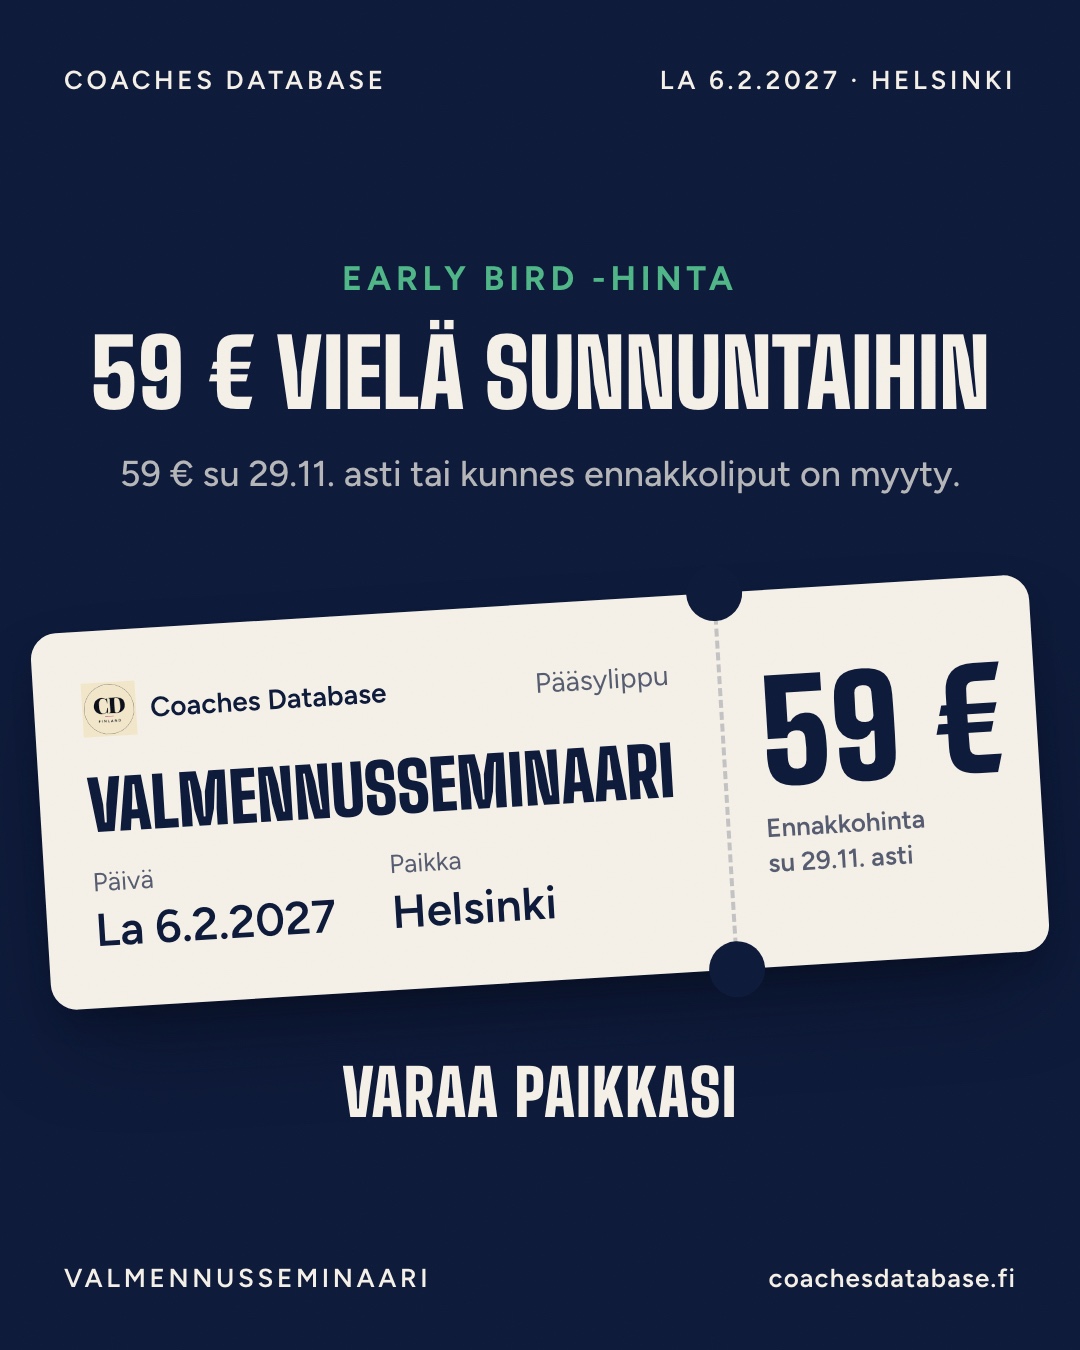 COACHES DATABASE
LA 6.2.2027 · HELSINKI
EARLY BIRD -HINTA
59 € VIELÄ SUNNUNTAIHIN
59 € su 29.11. asti tai kunnes ennakkoliput on myyty.
CD
FINLAND
Coaches Database
Pääsylippu
VALMENNUSSEMINAARI
Päivä
La 6.2.2027
Paikka
Helsinki
59 €
Ennakkohinta
su 29.11. asti
VARAA PAIKKASI
VALMENNUSSEMINAARI
coachesdatabase.fi